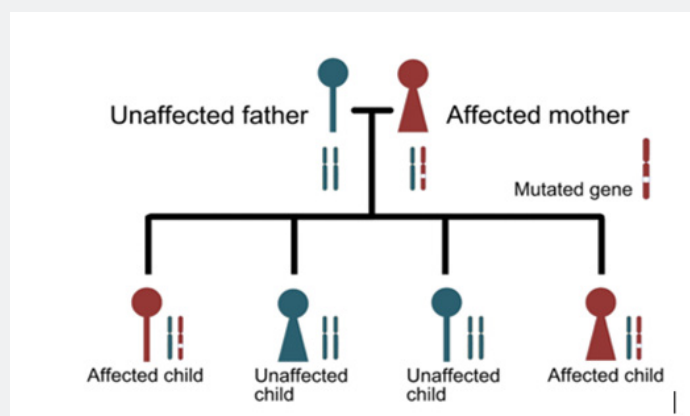 Unaffected father
Affected mother
Mutated gene
Affected child
Unaffected
child
Unaffected
child
Affected child